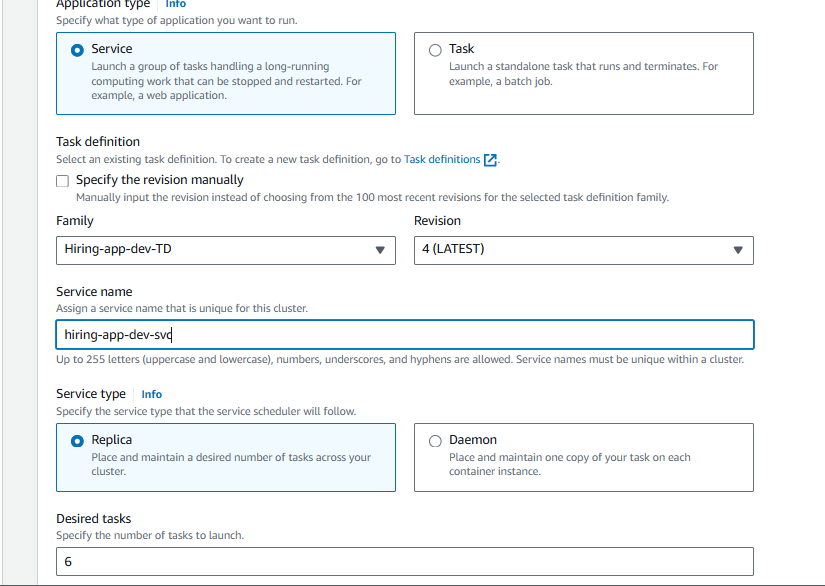 Application type Info
Specify what type of application you want to run.
Service
Launch a group of tasks handling a long-running
computing work that can be stopped and restarted. For
example, a web application.
Task
Launch a standalone task that runs and terminates. For
example, a batch job.
Task definition
Select an existing task definition. To create a new task definition, go to Task definitions.
Specify the revision manually
Manually input the revision instead of choosing from the 100 most recent revisions for the selected task definition family.
Family
Hiring-app-dev-TD
Revision
4 (LATEST)
Service name
Assign a service name that is unique for this cluster.
hiring-app-dev-svc
Up to 255 letters (uppercase and lowercase), numbers, underscores, and hyphens are allowed. Service names must be unique within a cluster.
Service type Info
Specify the service type that the service scheduler will follow.
Replica
Place and maintain a desired number of tasks across your
cluster.
Daemon
Place and maintain one copy of your task on each
container instance.
Desired tasks
Specify the number of tasks to launch.
6